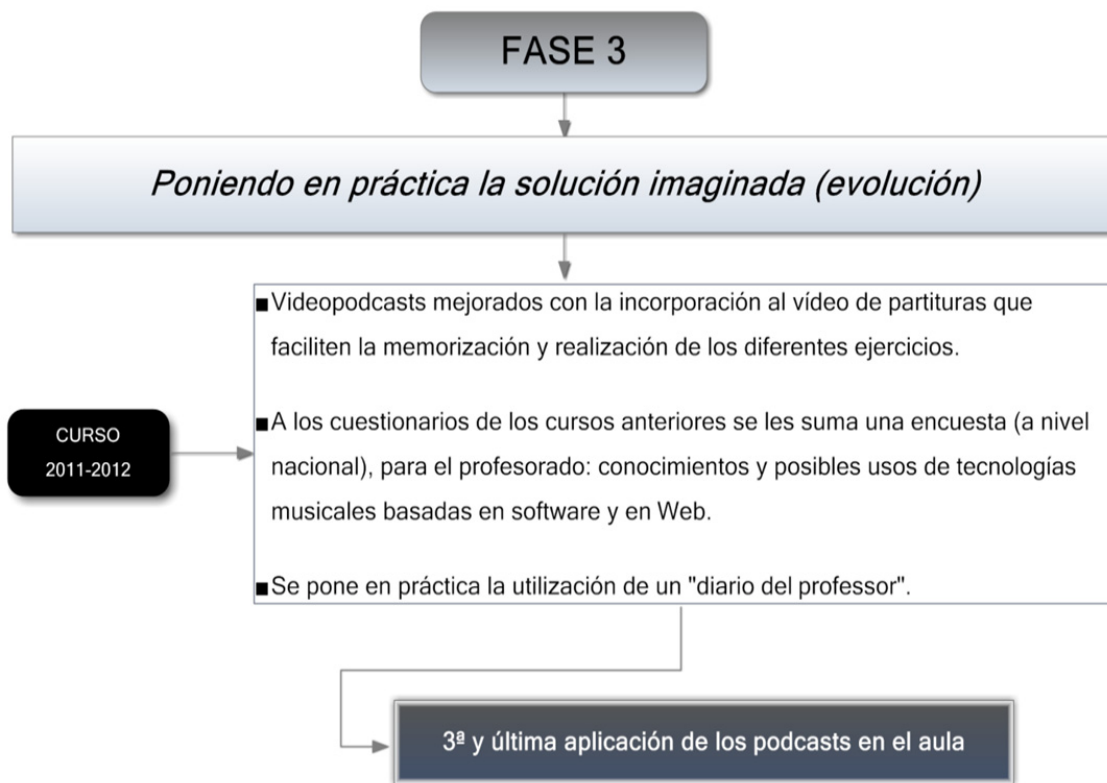 FASE 3
Poniendo en práctica la solución imaginada (evolución)
■Videopodcasts mejorados con la incorporación al vídeo de partituras que
faciliten la memorización y realización de los diferentes ejercicios.
CURSO
2011-2012
■A los cuestionarios de los cursos anteriores se les suma una encuesta (a nivel
nacional), para el profesorado: conocimientos y posibles usos de tecnologías
musicales basadas en software y en Web.
■Se pone en práctica la utilización de un "diario del professor".
3ª y última aplicación de los podcasts en el aula